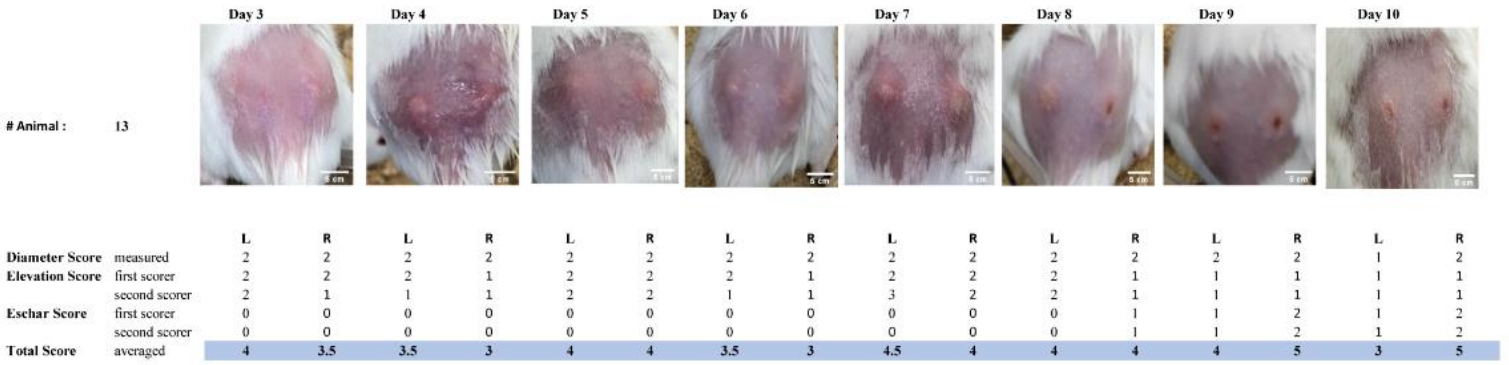 Day 3 Day 4 Day 5 Day 6 Day 7 Day 8 Day 9 Day 10
# Animal : 13
5 cm 5 cm 5 cm 5 cm 5 cm 5 cm 5 cm 5 cm
L R L R L R L R L R L R L R L R
Diameter Score measured 2 2 2 2 2 2 2 2 2 2 2 2 2 2 1 2
Elevation Score first scorer 2 2 2 1 2 2 2 1 2 2 2 1 1 1 1 1
second scorer 2 1 1 1 2 2 1 1 3 2 2 1 1 1 1 1
Eschar Score first scorer 0 0 0 0 0 0 0 0 0 0 0 1 1 2 1 2
second scorer 0 0 0 0 0 0 0 0 0 0 0 1 1 2 1 2
Total Score averaged 4 3.5 3.5 3 4 4 3.5 3 4.5 4 4 4 4 5 3 5